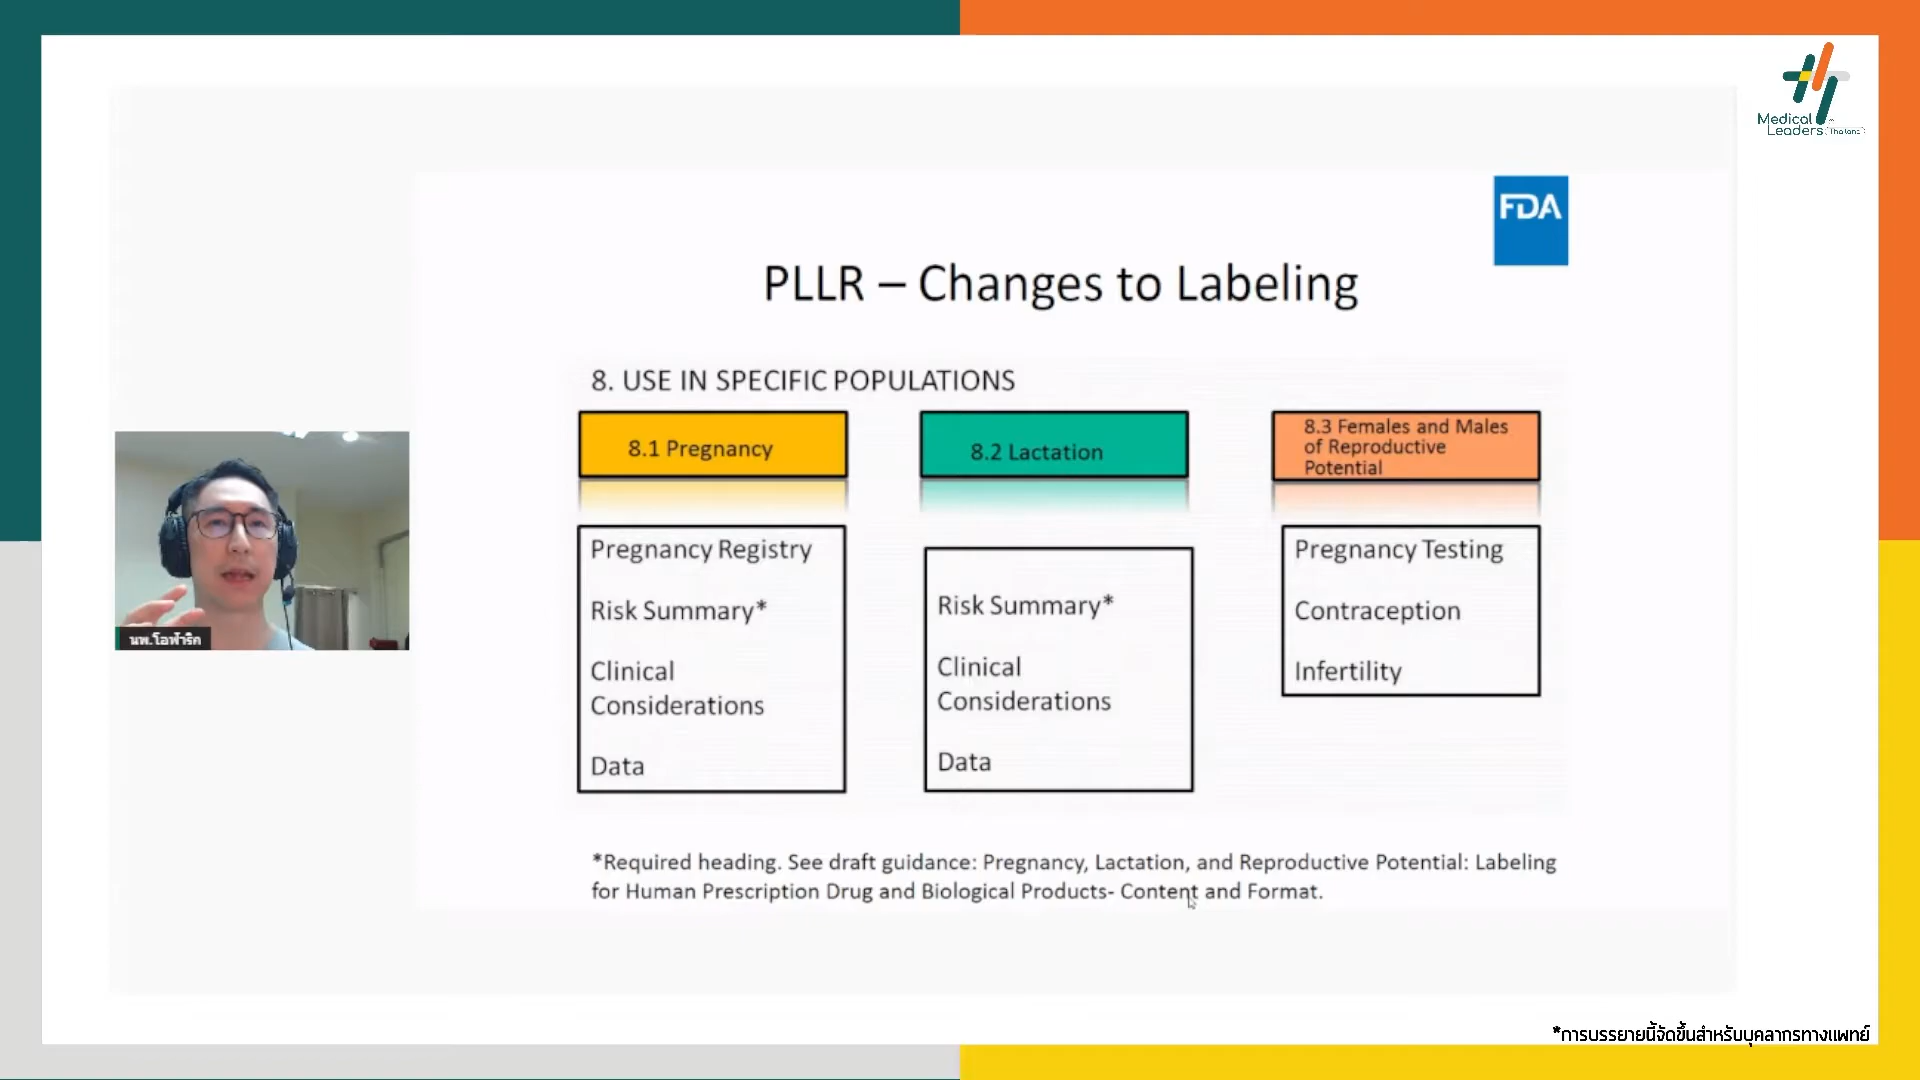 Medical
Leaders (Thailand)
FDA
PLLR – Changes to Labeling
8. USE IN SPECIFIC POPULATIONS
8.1 Pregnancy
Pregnancy Registry
Risk Summary*
Clinical
Considerations
Data
8.2 Lactation
Risk Summary*
Clinical
Considerations
Data
8.3 Females and Males
of Reproductive
Potential
Pregnancy Testing
Contraception
Infertility
*Required heading. See draft guidance: Pregnancy, Lactation, and Reproductive Potential: Labeling
for Human Prescription Drug and Biological Products- Content and Format.
นพ.โอฬาริค
*การบรรยายนี้จัดขึ้นสำหรับบุคลากรทางแพทย์